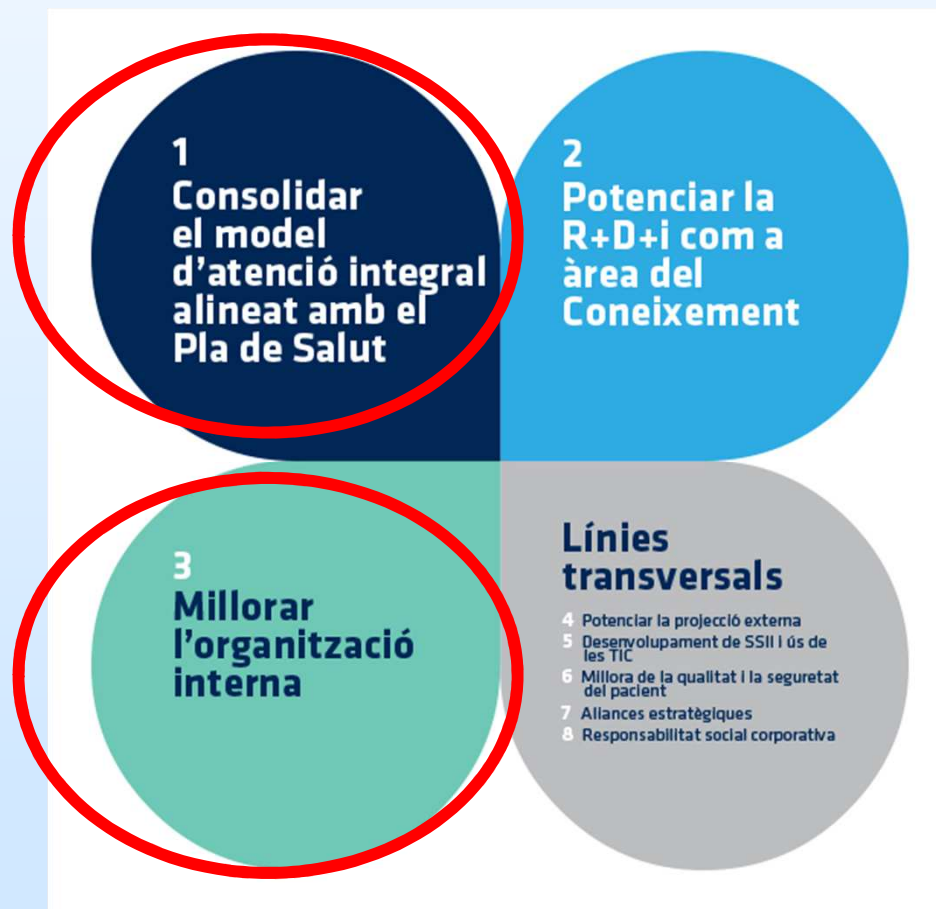 1
Consolidar
el model
d'atenció integral
alineat amb el
Pla de Salut
2
Potenciar la
R+D+i com a
àrea del
Coneixement
3
Millorar
l'organització
interna
Línies
transversals
4 Potenciar la projecció externa
5 Desenvolupament de SSII i ús de
les TIC
6 Millora de la qualitat i la seguretat
del pacient
7 Aliances estratègiques
8 Responsabilitat social corporativa